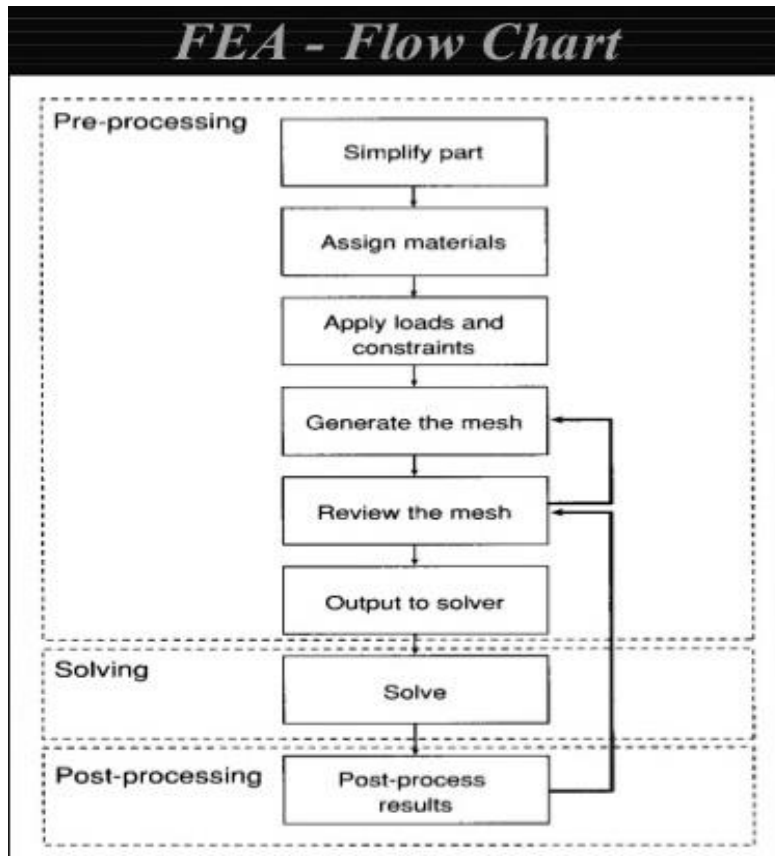 FEA - Flow Chart
Pre-processing
Simplify part
Assign materials
Apply loads and
constraints
Generate the mesh
Review the mesh
Output to solver
Solving
Solve
Post-processing
Post-process
results